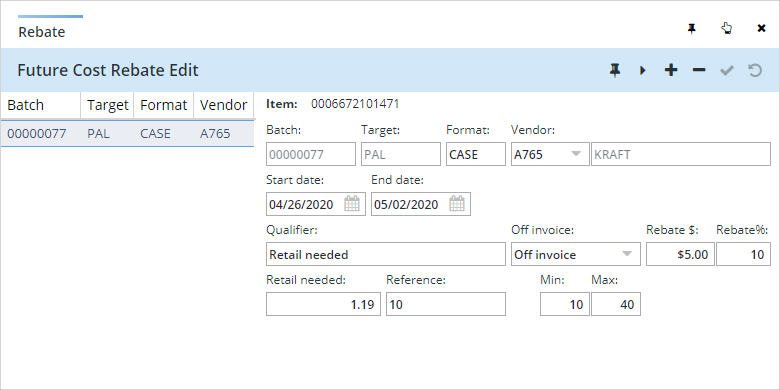 Rebate
Future Cost Rebate Edit
Batch Target Format Vendor
00000077 PAL CASE A765
Item: 0006672101471
Batch: Target: Format: Vendor:
00000077 PAL CASE A765 KRAFT
Start date: End date:
04/26/2020 05/02/2020
Qualifier: Off invoice: Rebate $: Rebate%:
Retail needed Off invoice $5.00 10
Retail needed: Reference: Min: Max:
1.19 10 10 40